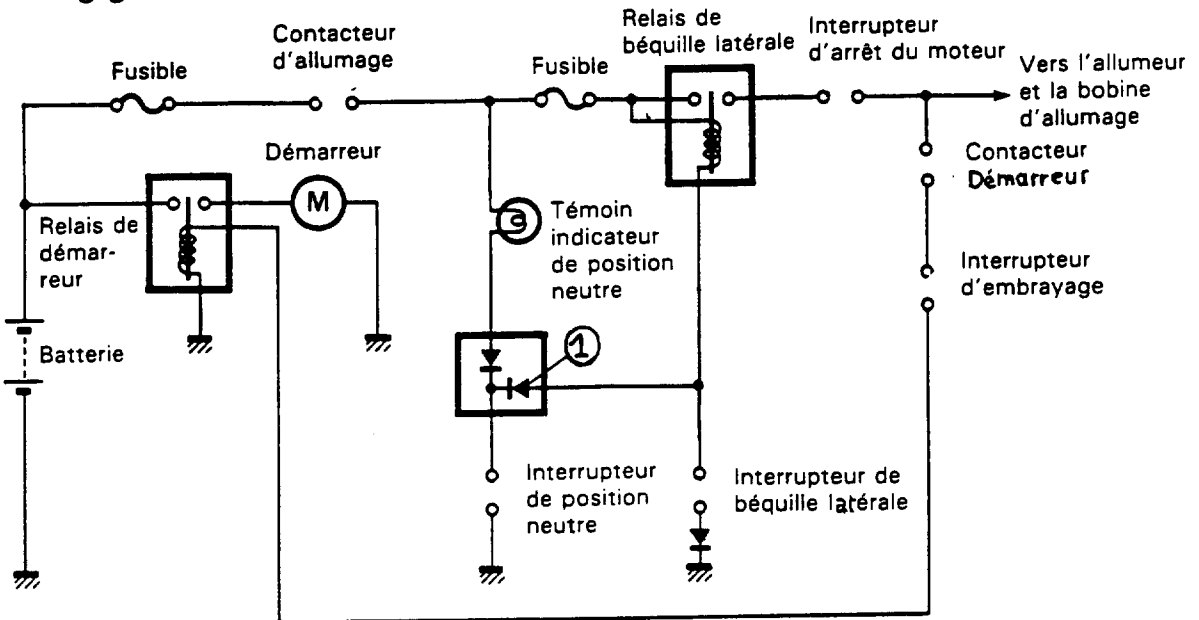 Relais de
béquille latérale
Interrupteur
d'arrêt du moteur
Contacteur
d'allumage
Fusible
Fusible
Vers l'allumeur
et la bobine
d'allumage
Démarreur
M
Contacteur
Démarreur
Relais de
démar-
reur
Témoin
indicateur
de position
neutre
Interrupteur
d'embrayage
Batterie
1
Interrupteur
de position
neutre
Interrupteur de
béquille latérale